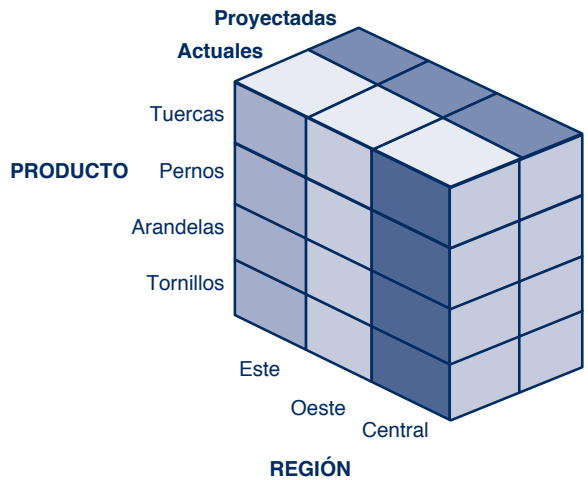 Proyectadas
Actuales
Tuercas
PRODUCTO Pernos
Arandelas
Tornillos
Este
Oeste
Central
REGIÓN